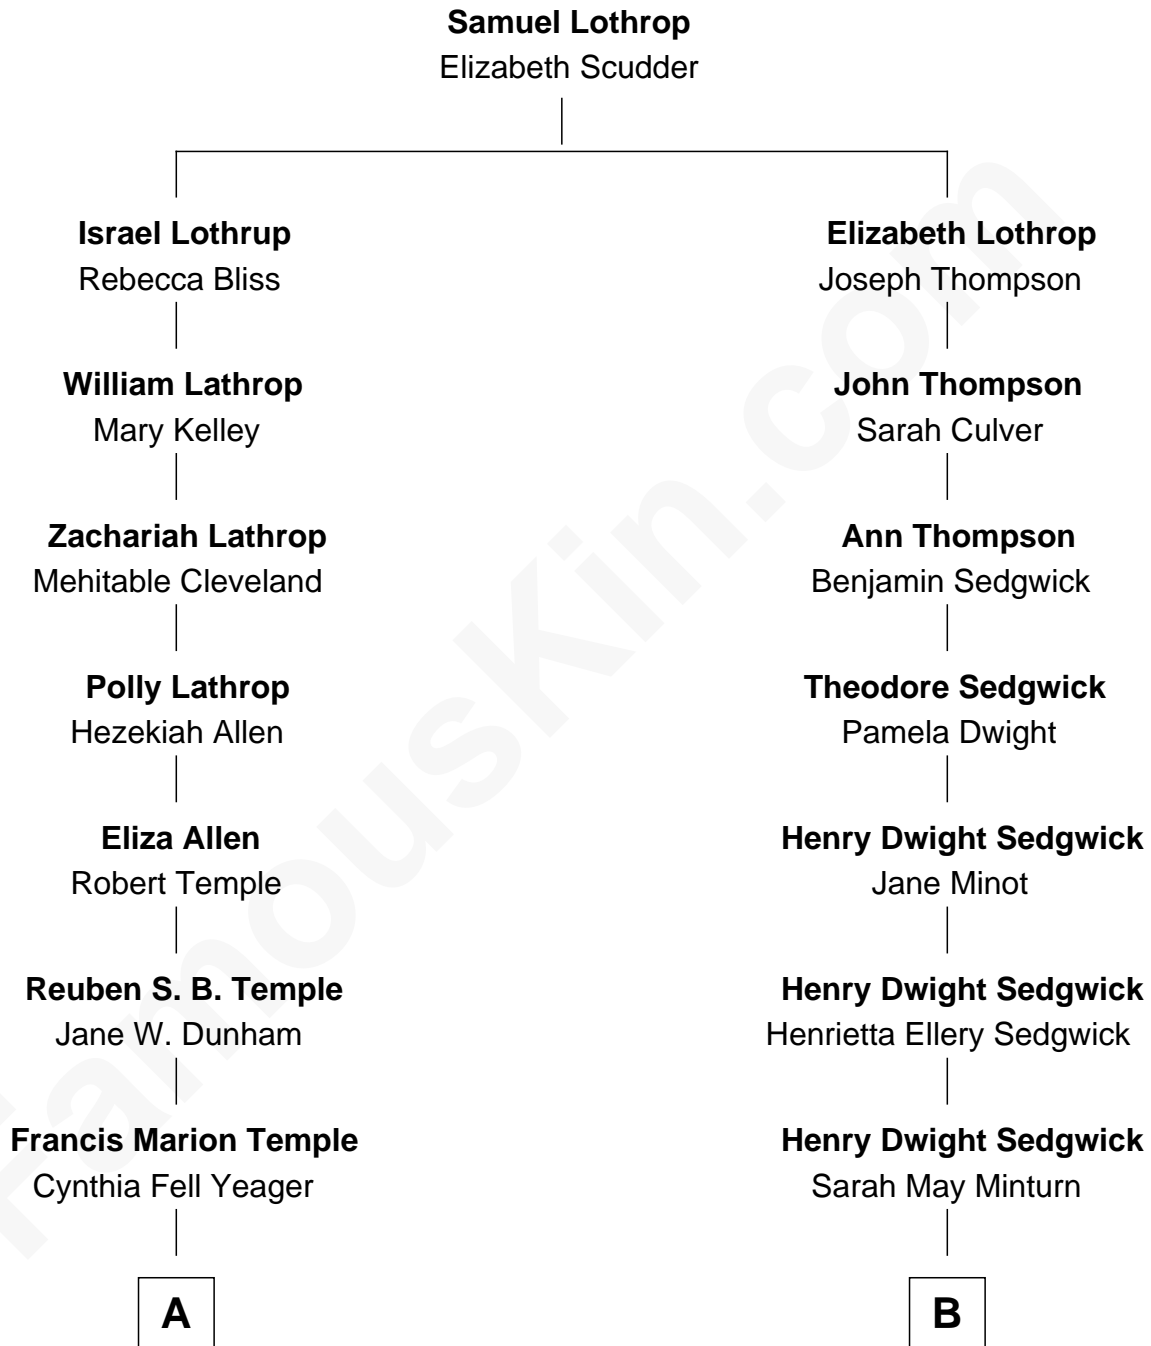 Samuel Lothrop
Elizabeth Scudder
Israel Lothrup
Rebecca Bliss
William Lathrop
Mary Kelley
Zachariah Lathrop
Mehitable Cleveland
Polly Lathrop
Hezekiah Allen
Eliza Allen
Robert Temple
Reuben S. B. Temple
Jane W. Dunham
Francis Marion Temple
Cynthia Fell Yeager
A
Elizabeth Lothrop
Joseph Thompson
John Thompson
Sarah Culver
Ann Thompson
Benjamin Sedgwick
Theodore Sedgwick
Pamela Dwight
Henry Dwight Sedgwick
Jane Minot
Henry Dwight Sedgwick
Henrietta Ellery Sedgwick
Henry Dwight Sedgwick
Sarah May Minturn
B
FamousKin.com